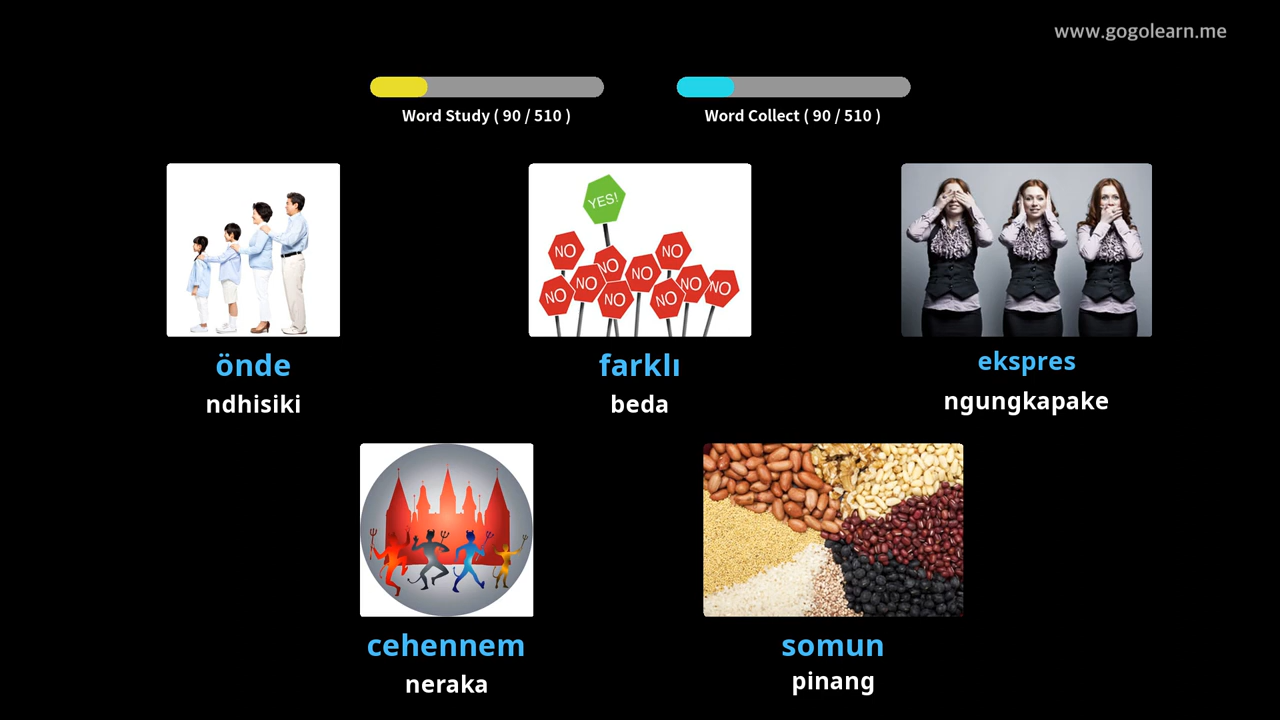 www.gogolearn.me
Word Study ( 90 / 510 )
Word Collect ( 90 / 510 )
YES!
NO
NO
NO
NO
NO
NO
NO
NO
NO
NO
önde
ndhisiki
farklı
beda
ekspres
ngungkapake
cehennem
neraka
somun
pinang